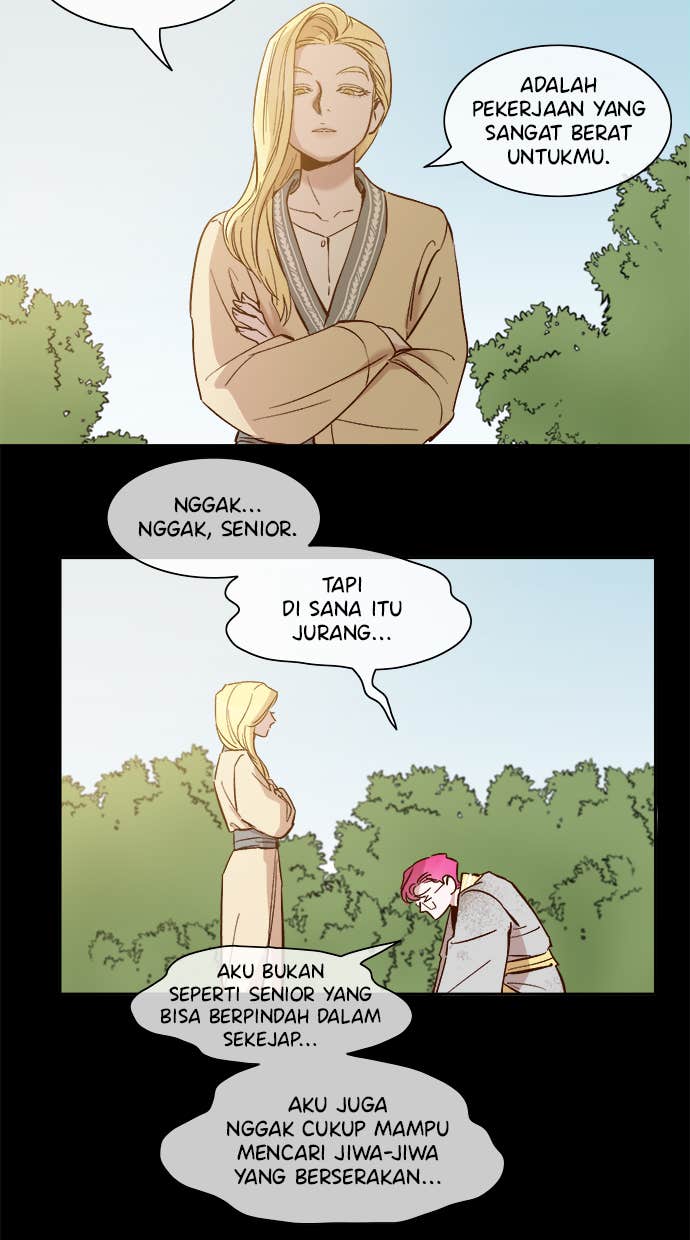 ADALAH
PEKERJAAN YANG
SANGAT BERAT
UNTUKMU.
NGGAK...
NGGAK, SENIOR.
TAPI
DI SANA ITU
JURANG...
AKU BUKAN
SEPERTI SENIOR YANG
BISA BERPINDAH DALAM
SEKEJAP...
AKU JUGA
NGGAK CUKUP MAMPU
MENCARI JIWA-JIWA
YANG BERSERAKAN...